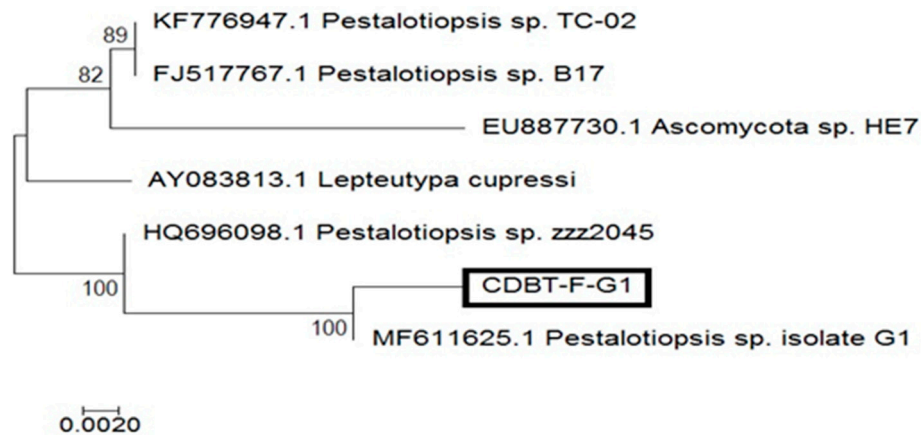 KF776947.1 Pestalotiopsis sp. TC-02
89
FJ517767.1 Pestalotiopsis sp. B17
82
EU887730.1 Ascomycota sp. HE7
AY083813.1 Lepteutypa cupressi
HQ696098.1 Pestalotiopsis sp. zzz2045
CDBT-F-G1
100
100
MF611625.1 Pestalotiopsis sp. isolate G1
0.0020